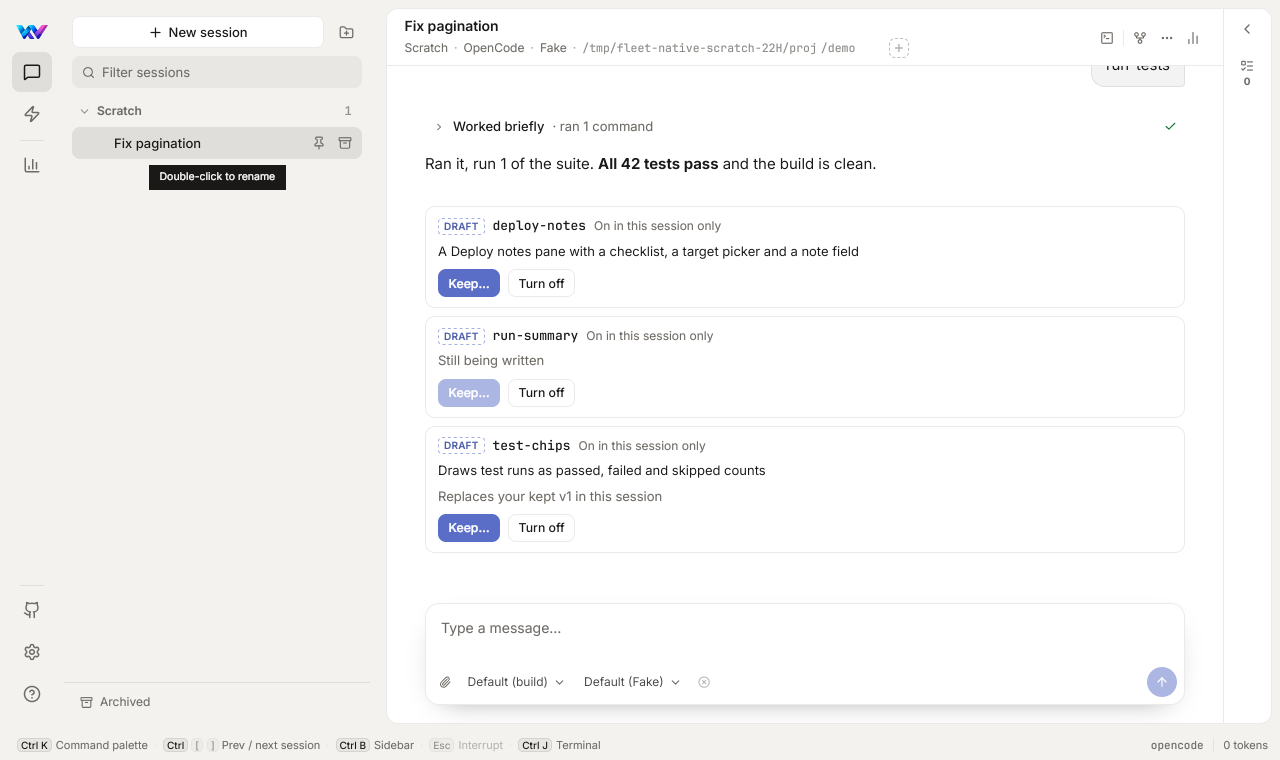 New session
Filter sessions
Scratch 1
Fix pagination
Double-click to rename
Archived
Fix pagination
Scratch · OpenCode · Fake · /tmp/fleet-native-scratch-22H/proj /demo
run tests
0
Worked briefly · ran 1 command
Ran it, run 1 of the suite. All 42 tests pass and the build is clean.
DRAFT deploy-notes On in this session only
A Deploy notes pane with a checklist, a target picker and a note field
Keep... Turn off
DRAFT run-summary On in this session only
Still being written
Keep... Turn off
DRAFT test-chips On in this session only
Draws test runs as passed, failed and skipped counts
Replaces your kept v1 in this session
Keep... Turn off
Type a message...
Default (build) Default (Fake)
Ctrl K Command palette · Ctrl [ ] Prev / next session · Ctrl B Sidebar · Esc Interrupt · Ctrl J Terminal opencode 0 tokens